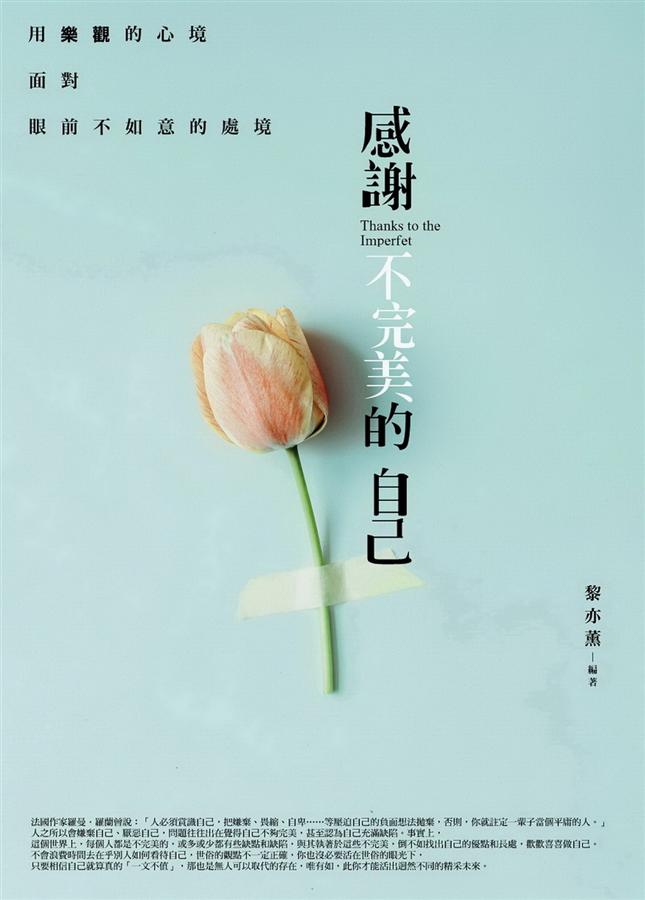 用樂觀的心境
面對
眼前不如意的處境
感謝
Thanks to the
Imperfet
不完美的自己
黎亦薰—編著
法國作家羅曼．羅蘭曾說：「人必須賞識自己，把嫌棄、畏縮、自卑……等壓迫自己的負面想法拋棄，否則，你就註定一輩子當個平庸的人。」
人之所以會嫌棄自己、厭惡自己，問題往往出在覺得自己不夠完美，甚至認為自己充滿缺陷。事實上，
這個世界上，每個人都是不完美的，或多或少都有些缺點和缺陷，與其執著於這些不完美，倒不如找出自己的優點和長處，歡歡喜喜做自己。
不會浪費時間去在乎別人如何看待自己，世俗的觀點不一定正確，你也沒必要活在世俗的眼光下，
只要相信自己就算真的「一文不值」，那也是無人可以取代的存在，唯有如，此你才能活出迥然不同的精采未來。